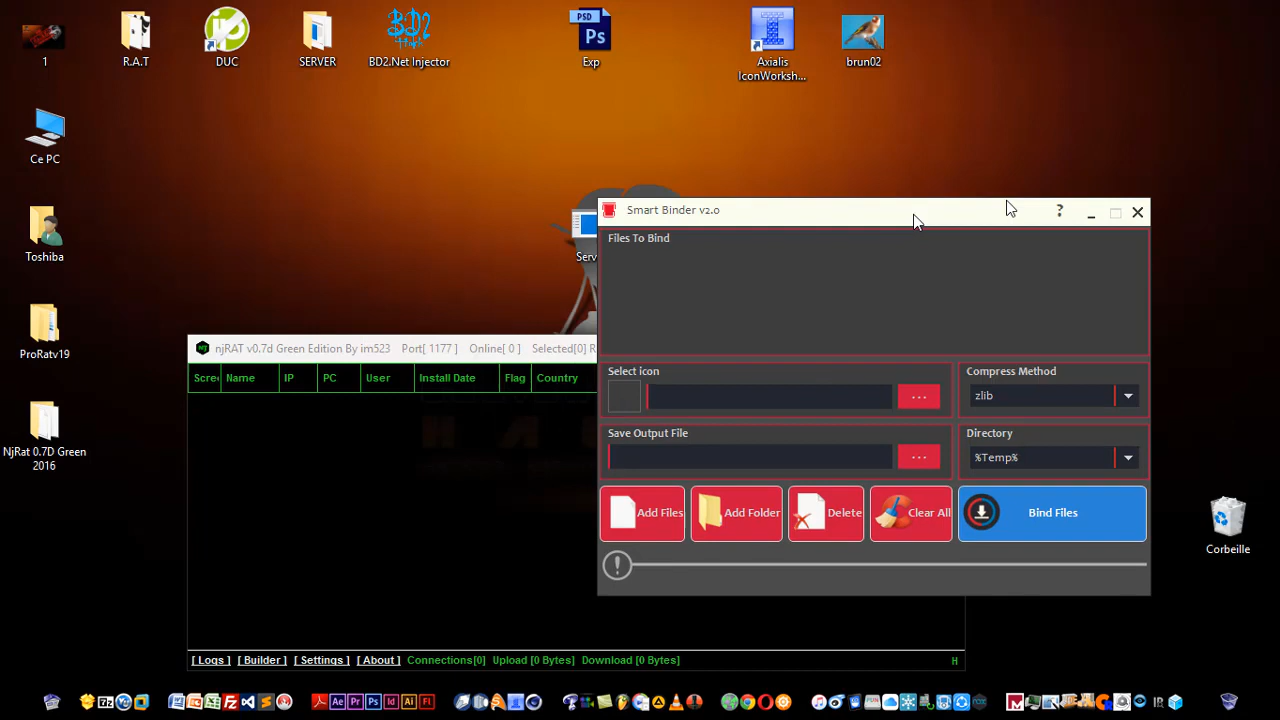 1
R.A.T
DUC
SERVER
BD2.Net Injector
PSD
Ps
Exp
Axialis
IconWorksh...
brun02
Ce PC
Toshiba
ProRatv19
NjRat 0.7D Green
2016
Serv
Corbeille
njRAT v0.7d Green Edition By im523 Port[ 1177 ] Online[ 0 ] Selected[0] R
Scree Name IP PC User Install Date Flag Country
[ Logs ] [ Builder ] [ Settings ] [ About ] Connections[0] Upload [0 Bytes] Download [0 Bytes] H
Smart Binder v2.0
?
Files To Bind
Select icon
...
Compress Method
zlib
Save Output File
...
Directory
%Temp%
Add Files Add Folder Delete Clear All Bind Files